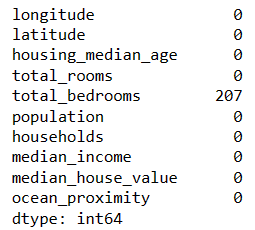 longitude 0
latitude 0
housing_median_age 0
total_rooms 0
total_bedrooms 207
population 0
households 0
median_income 0
median_house_value 0
ocean_proximity 0
dtype: int64